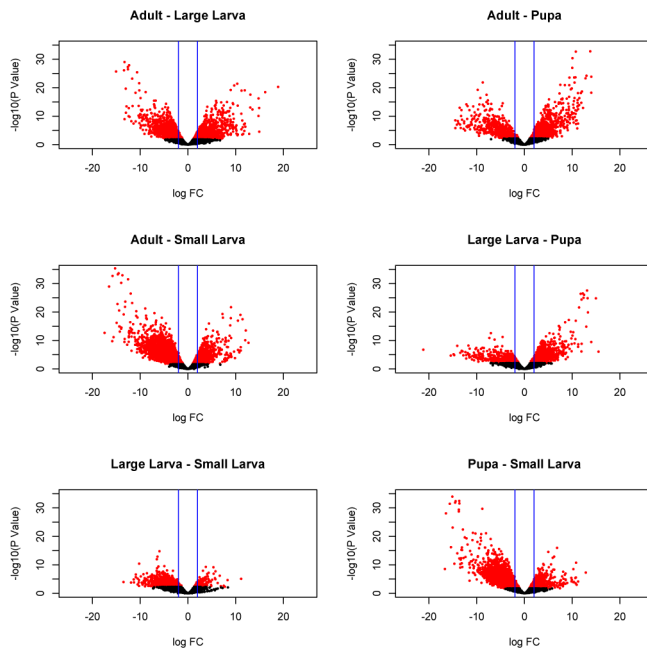 Adult - Large Larva
-log10(P Value)
30
20
10
0
-20 -10 0 10 20
log FC
Adult - Pupa
-log10(P Value)
30
20
10
0
-20 -10 0 10 20
log FC
Adult - Small Larva
-log10(P Value)
30
20
10
0
-20 -10 0 10 20
log FC
Large Larva - Pupa
-log10(P Value)
30
20
10
0
-20 -10 0 10 20
log FC
Large Larva - Small Larva
-log10(P Value)
30
20
10
0
-20 -10 0 10 20
log FC
Pupa - Small Larva
-log10(P Value)
30
20
10
0
-20 -10 0 10 20
log FC